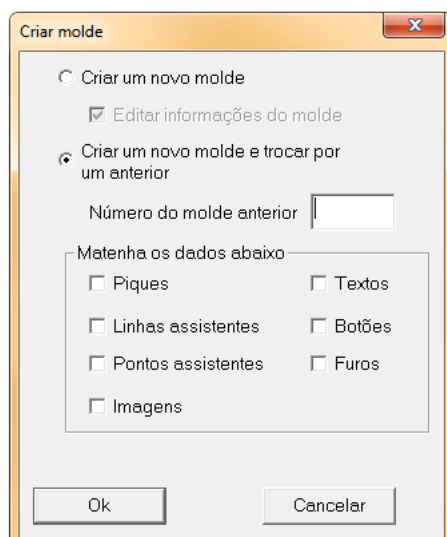 Criar molde
Criar um novo molde
Editar informações do molde
Criar um novo molde e trocar por
um anterior
Número do molde anterior
Matenha os dados abaixo
Piques
Textos
Linhas assistentes
Botões
Pontos assistentes
Furos
Imagens
Ok
Cancelar